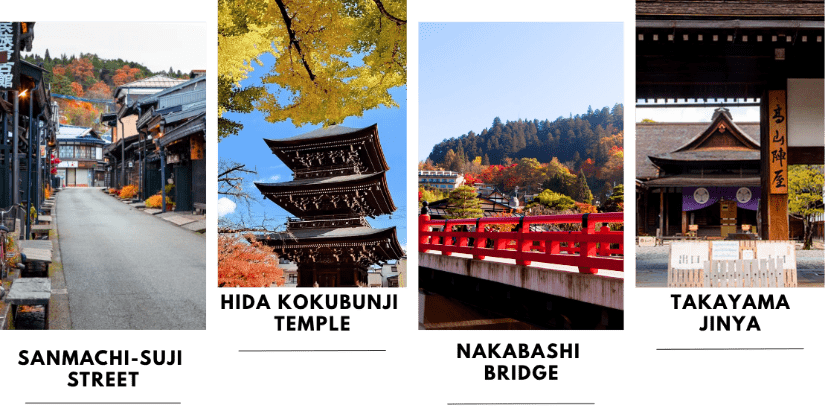 SANMACHI-SUJI
STREET
HIDA KOKUBUNJI
TEMPLE
NAKABASHI
BRIDGE
TAKAYAMA
JINYA
高山陣屋